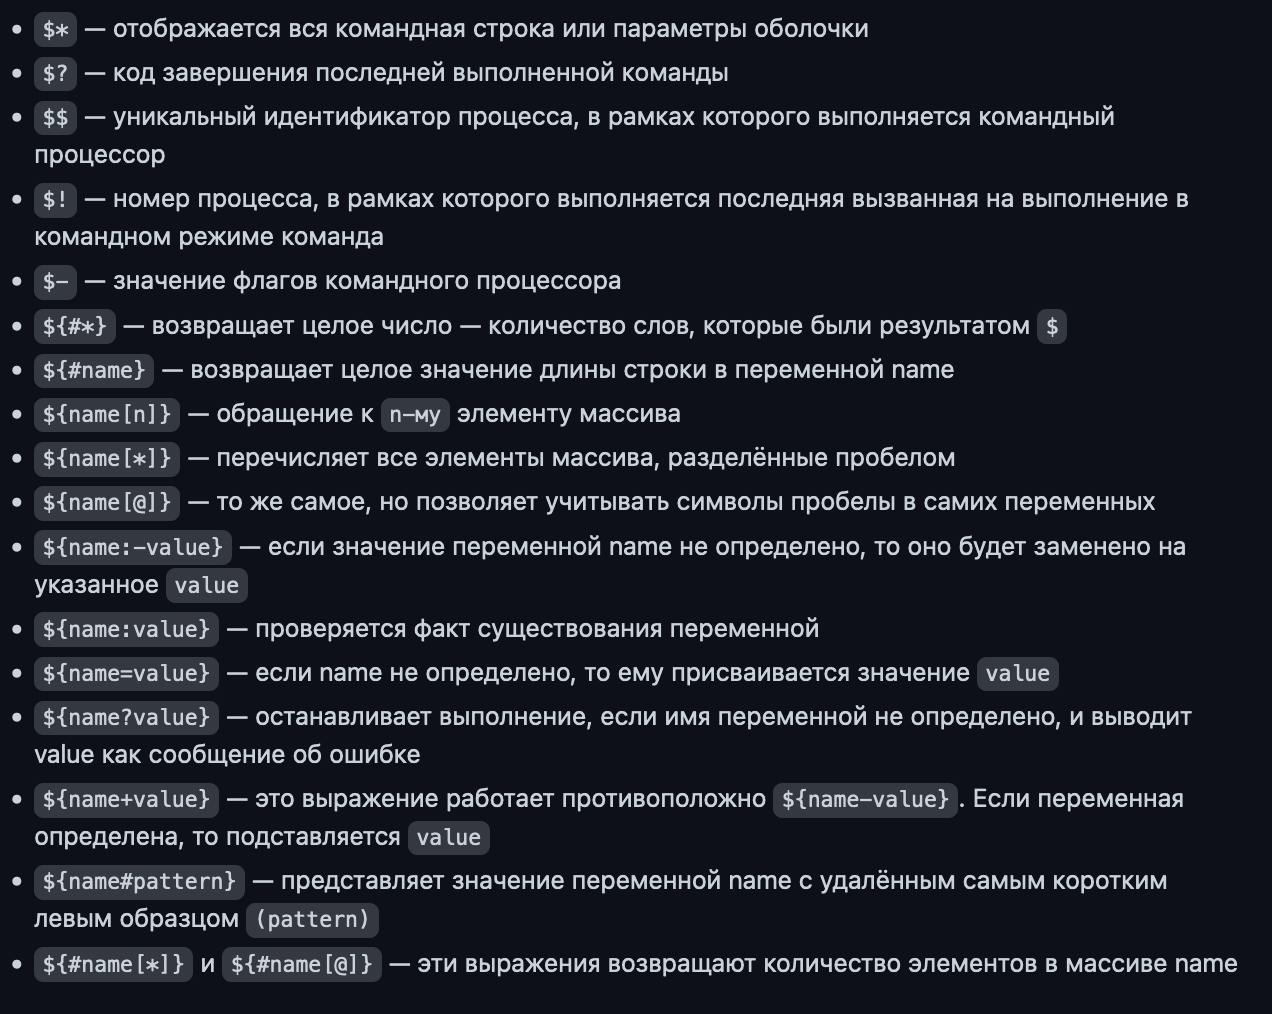 • $* — отображается вся командная строка или параметры оболочки
• $? — код завершения последней выполненной команды
• $$ — уникальный идентификатор процесса, в рамках которого выполняется командный
процессор
• $! — номер процесса, в рамках которого выполняется последняя вызванная на выполнение в
командном режиме команда
• $- — значение флагов командного процессора
• ${#*} — возвращает целое число — количество слов, которые были результатом $
• ${#name} — возвращает целое значение длины строки в переменной name
• ${name[n]} — обращение к n-му элементу массива
• ${name[*]} — перечисляет все элементы массива, разделённые пробелом
• ${name[@]} — то же самое, но позволяет учитывать символы пробелы в самих переменных
• ${name:-value} — если значение переменной name не определено, то оно будет заменено на
указанное value
• ${name:value} — проверяется факт существования переменной
• ${name=value} — если name не определено, то ему присваивается значение value
• ${name?value} — останавливает выполнение, если имя переменной не определено, и выводит
value как сообщение об ошибке
• ${name+value} — это выражение работает противоположно ${name-value}. Если переменная
определена, то подставляется value
• ${name#pattern} — представляет значение переменной name с удалённым самым коротким
левым образцом (pattern)
• ${#name[*]} и ${#name[@]} — эти выражения возвращают количество элементов в массиве name